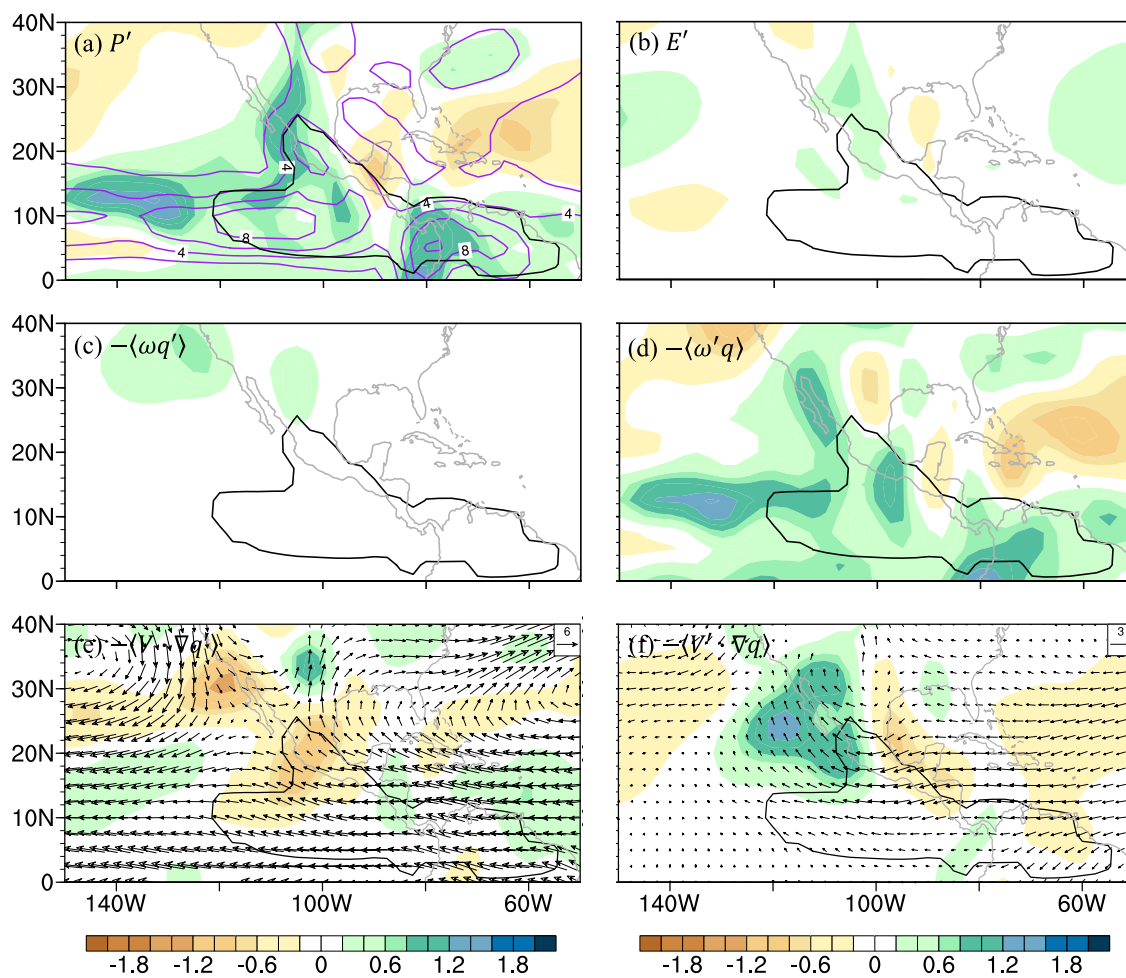 40N
30N
20N
10N
0
(a) P′
4
8
4
4
8
4
(b) E′
40N
30N
20N
10N
0
(c) −⟨ωq′⟩
(d) −⟨ω′q⟩
40N
30N
20N
10N
0
(e) −⟨V · ∇q′⟩
6
(f) −⟨V′ · ∇q⟩
3
140W 100W 60W
140W 100W 60W
-1.8 -1.2 -0.6 0 0.6 1.2 1.8
-1.8 -1.2 -0.6 0 0.6 1.2 1.8